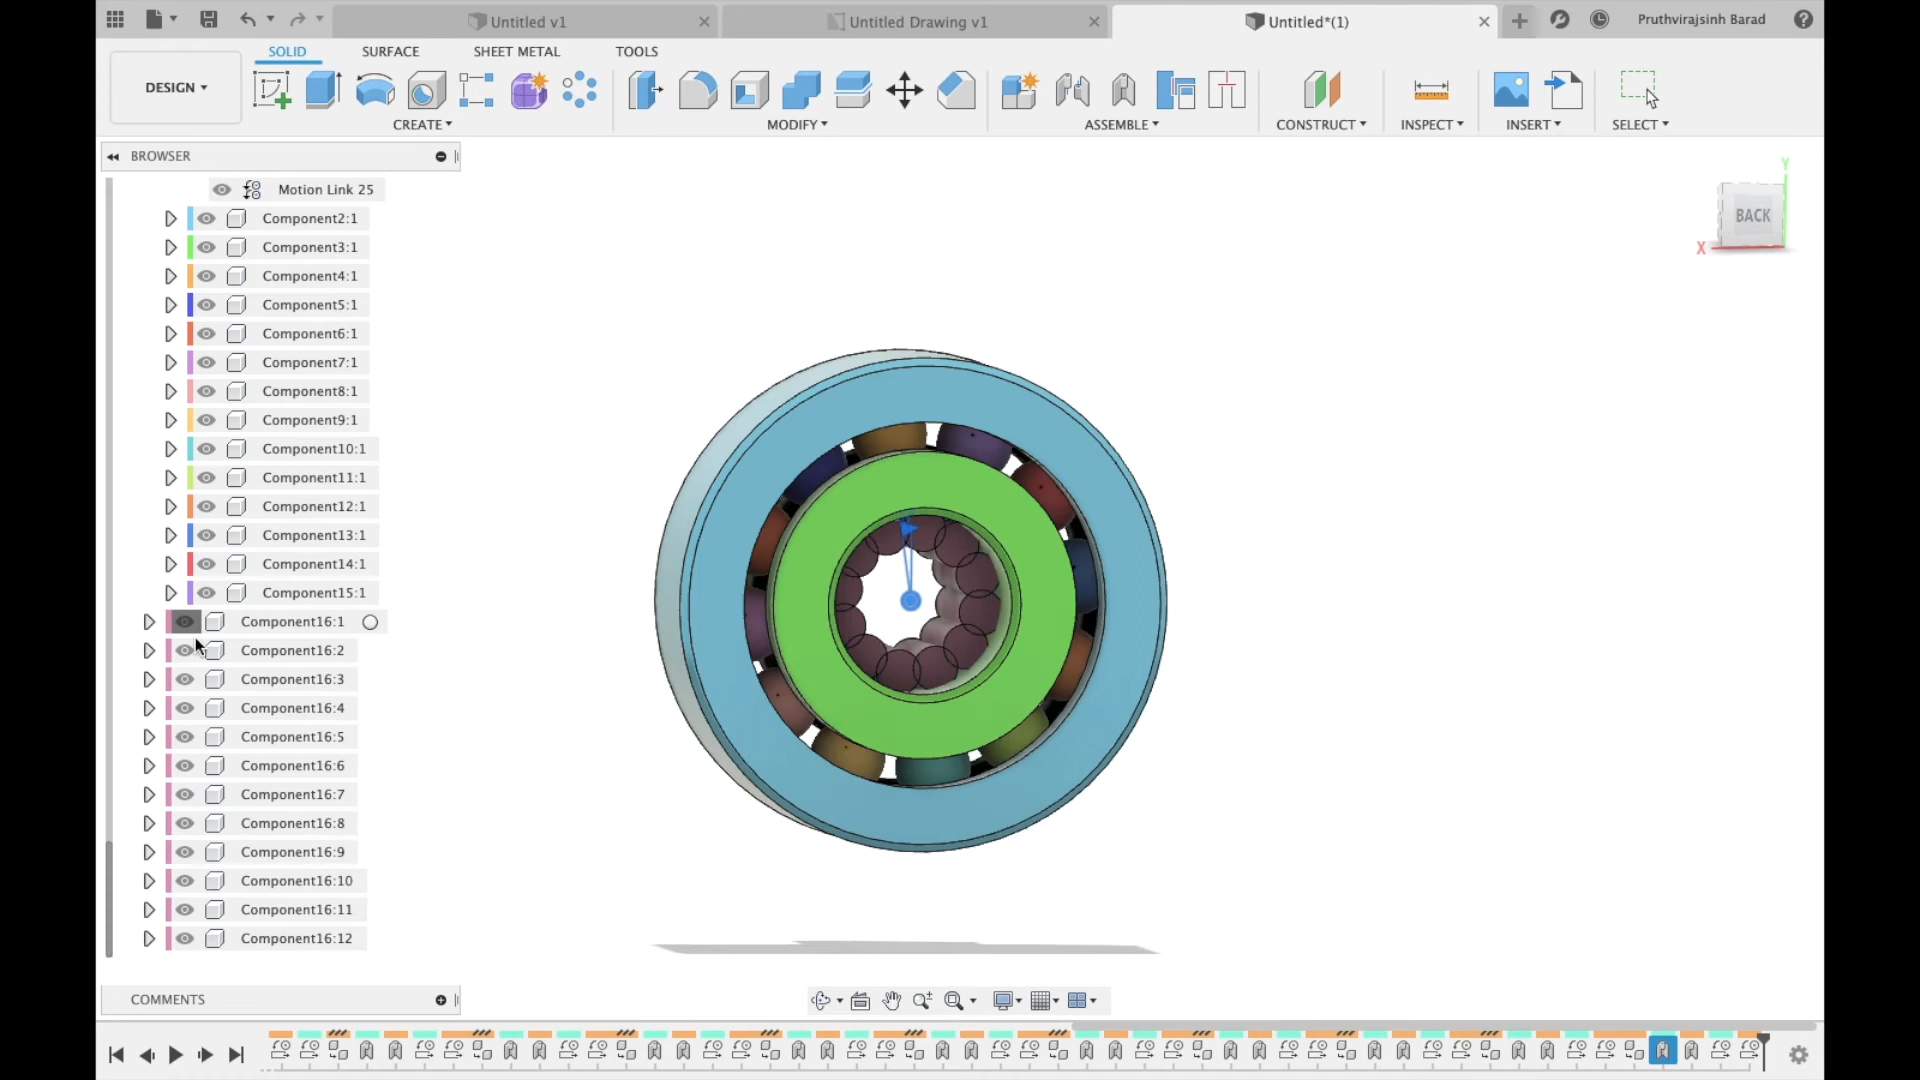 Untitled v1
Untitled Drawing v1
Untitled*(1)
Pruthvirajsinh Barad
DESIGN
SOLID
SURFACE
SHEET METAL
TOOLS
CREATE
MODIFY
ASSEMBLE
CONSTRUCT
INSPECT
INSERT
SELECT
BROWSER
Motion Link 25
Component2:1
Component3:1
Component4:1
Component5:1
Component6:1
Component7:1
Component8:1
Component9:1
Component10:1
Component11:1
Component12:1
Component13:1
Component14:1
Component15:1
Component16:1
Component16:2
Component16:3
Component16:4
Component16:5
Component16:6
Component16:7
Component16:8
Component16:9
Component16:10
Component16:11
Component16:12
Y
BACK
X
COMMENTS